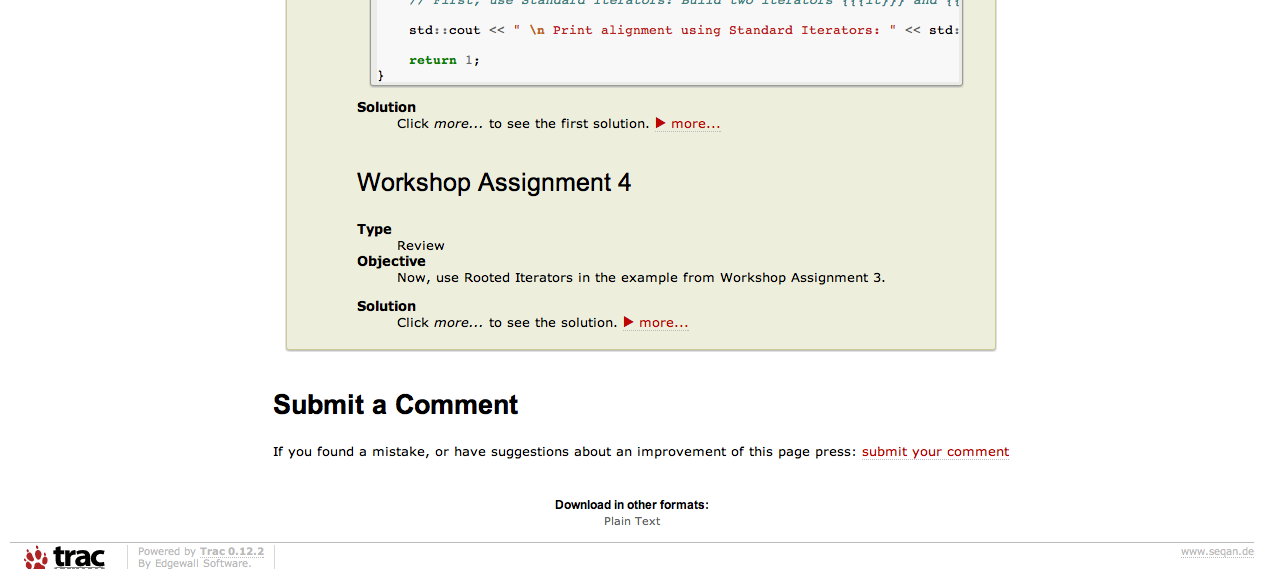 // First, use Standard Iterators: Build two iterators {{{it}}} and {{
std::cout << " \n Print alignment using Standard Iterators: " << std:
return 1;
}
Solution
Click more... to see the first solution. ▶ more...
Workshop Assignment 4
Type
Review
Objective
Now, use Rooted Iterators in the example from Workshop Assignment 3.
Solution
Click more... to see the solution. ▶ more...
Submit a Comment
If you found a mistake, or have suggestions about an improvement of this page press: submit your comment
Download in other formats:
Plain Text
trac
Powered by Trac 0.12.2
By Edgewall Software.
www.seqan.de